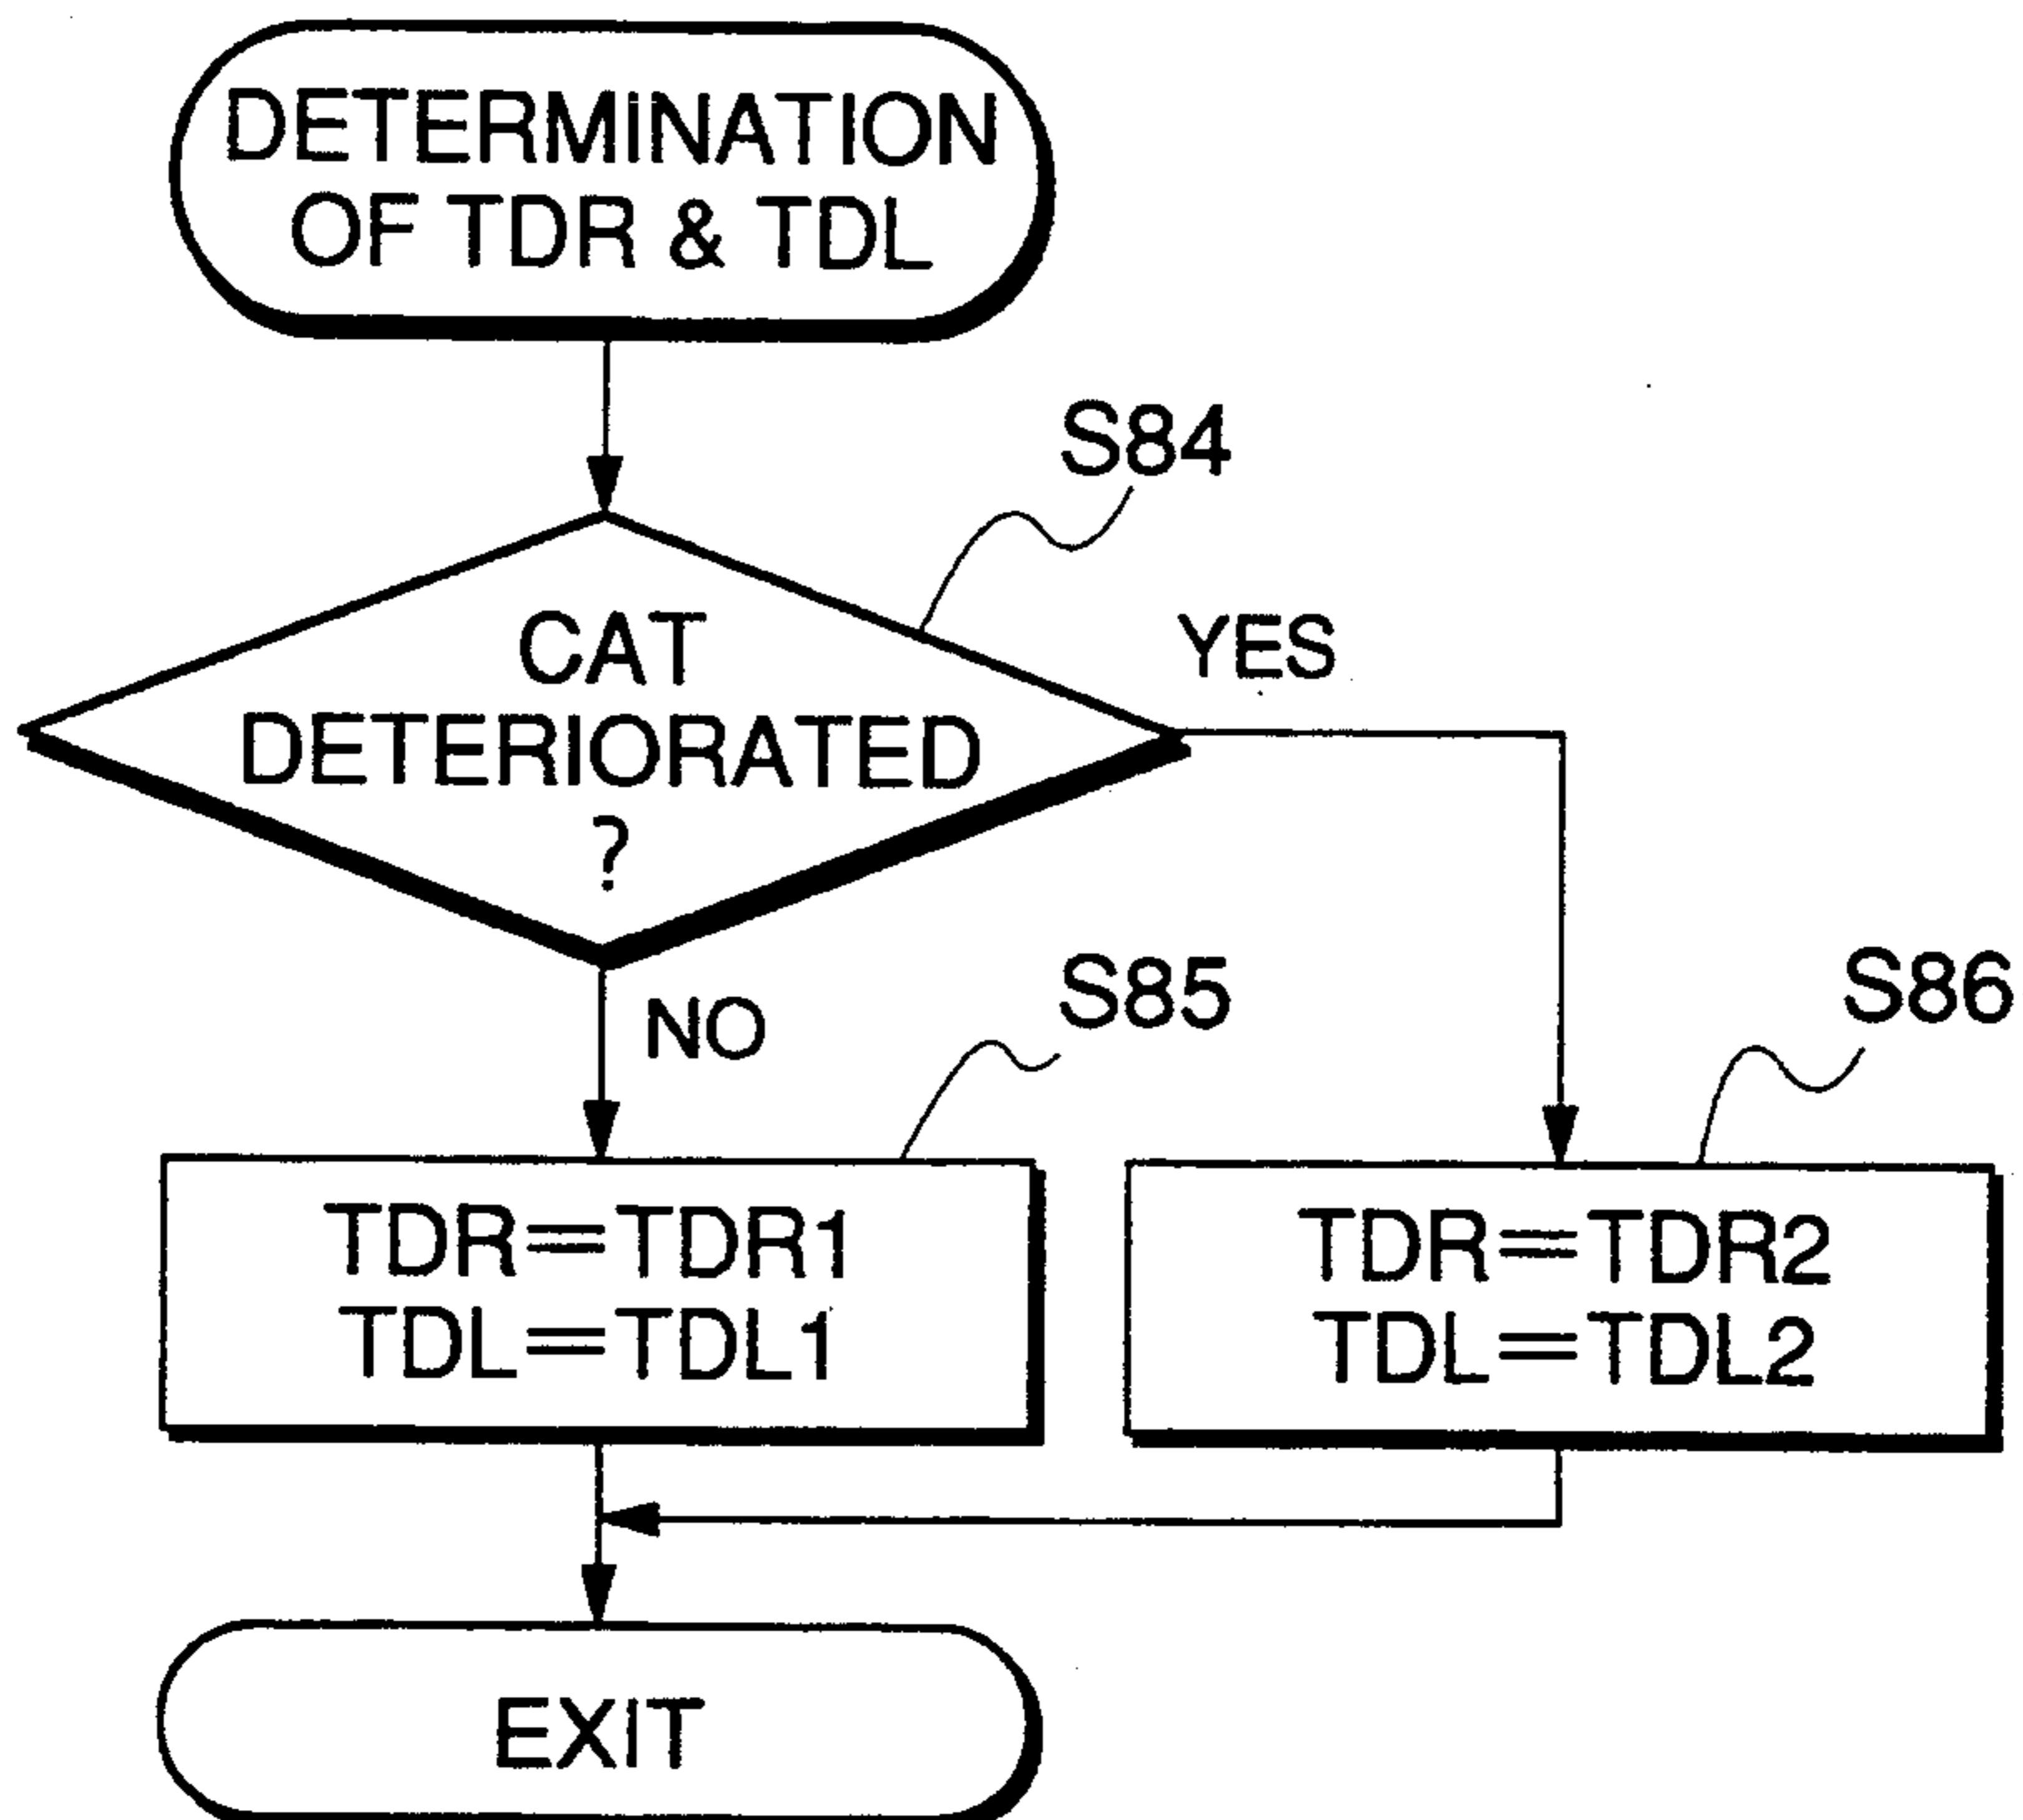 DETERMINATION
OF TDR & TDL
S84
CAT
DETERIORATED
?
YES
NO
S85
S86
TDR=TDR1
TDL=TDL1
TDR=TDR2
TDL=TDL2
EXIT